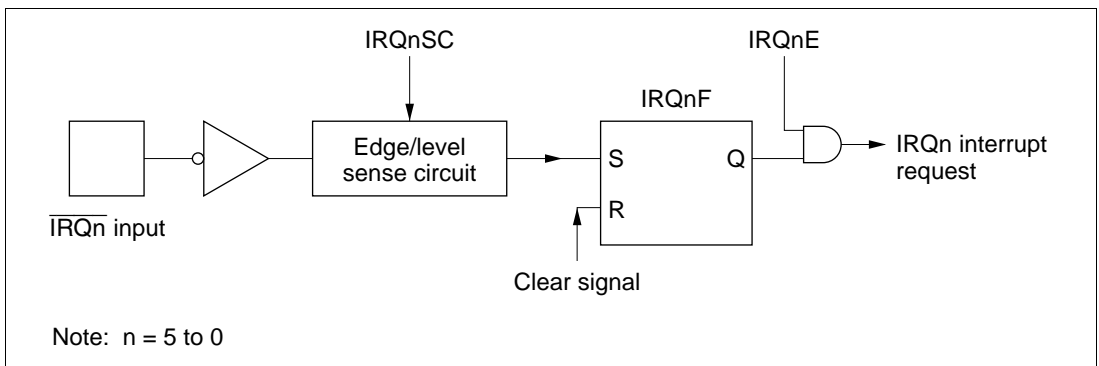 IRQnSC
IRQnE
IRQnF
Edge/level
sense circuit
S
Q
R
IRQn interrupt
request
IRQn input
Clear signal
Note: n = 5 to 0